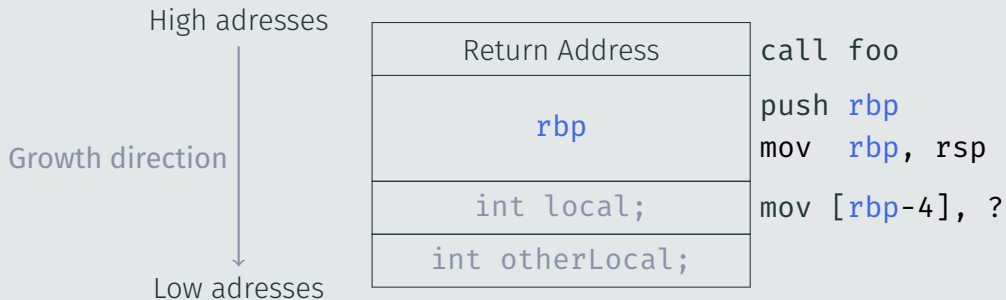 High adresses
Return Address
call foo
push rbp
rbp
mov rbp, rsp
Growth direction
int local;
mov [rbp-4], ?
int otherLocal;
Low adresses